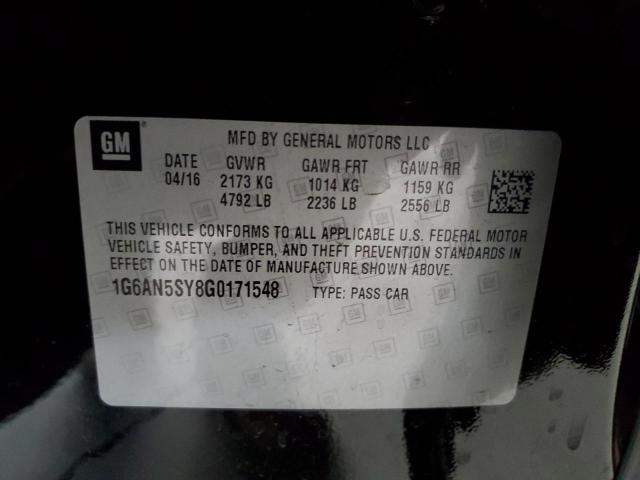 GM ®
MFD BY GENERAL MOTORS LLC
DATE GVWR GAWR FRT GAWR RR
04/16 2173 KG 1014 KG 1159 KG
4792 LB 2236 LB 2556 LB
THIS VEHICLE CONFORMS TO ALL APPLICABLE U.S. FEDERAL MOTOR
VEHICLE SAFETY, BUMPER, AND THEFT PREVENTION STANDARDS IN
EFFECT ON THE DATE OF MANUFACTURE SHOWN ABOVE.
1G6AN5SY8G0171548 TYPE: PASS CAR